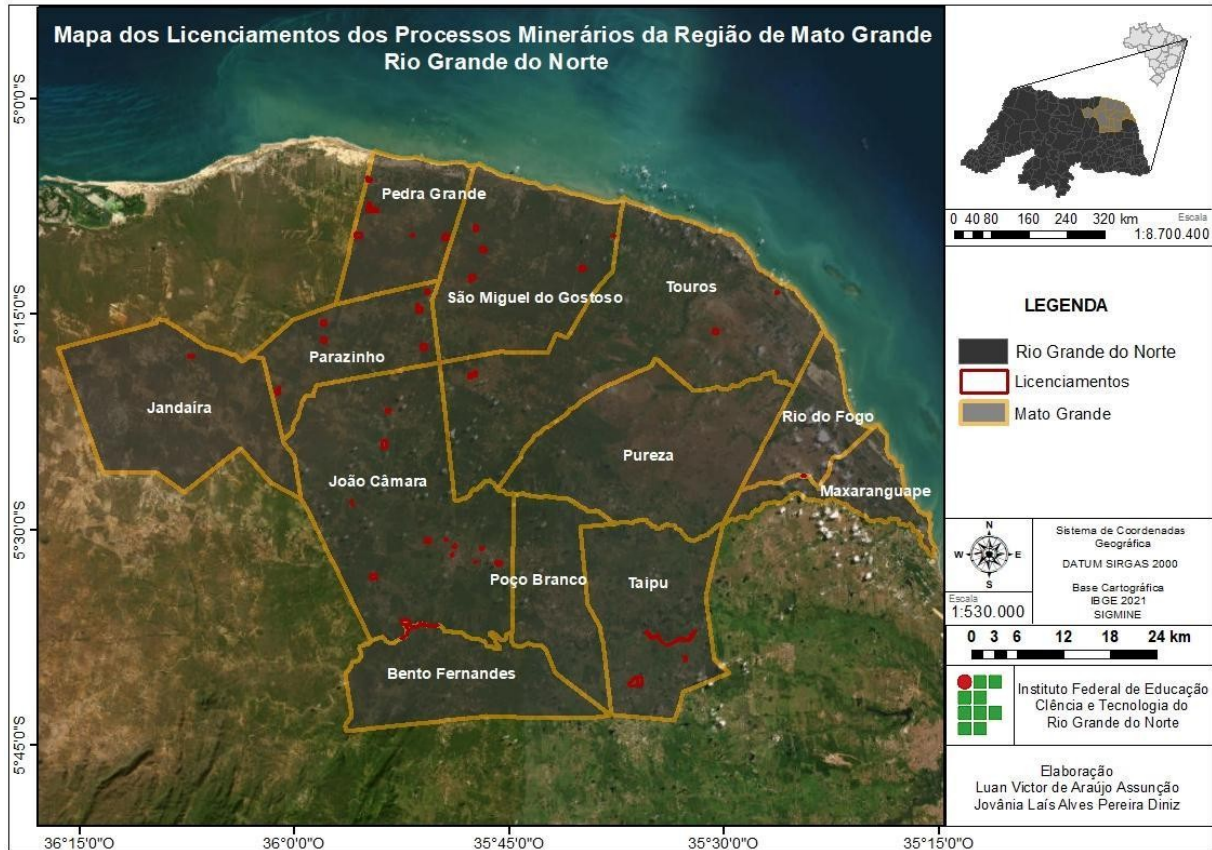 Mapa dos Licenciamentos dos Processos Minerários da Região de Mato Grande
Rio Grande do Norte
5°0'0"S
5°15'0"S
5°30'0"S
5°45'0"S
36°15'0"O
36°0'0"O
35°45'0"O
35°30'0"O
35°15'0"O
Pedra Grande
São Miguel do Gostoso
Touros
Parazinho
Jandaíra
Rio do Fogo
Pureza
João Câmara
Maxaranguape
Poço Branco
Taipu
Bento Fernandes
0 40 80 160 240 320 km
Escala
1:8.700.400
LEGENDA
Rio Grande do Norte
Licenciamentos
Mato Grande
N
W E
S
Escala
1:530.000
Sistema de Coordenadas
Geográfica
DATUM SIRGAS 2000
Base Cartográfica
IBGE 2021
SIGMINE
0 3 6 12 18 24 km
Instituto Federal de Educação
Clência e Tecnologia do
Rio Grande do Norte
Elaboração
Luan Victor de Araújo Assunção
Jovânia Laís Alves Pereira Diniz